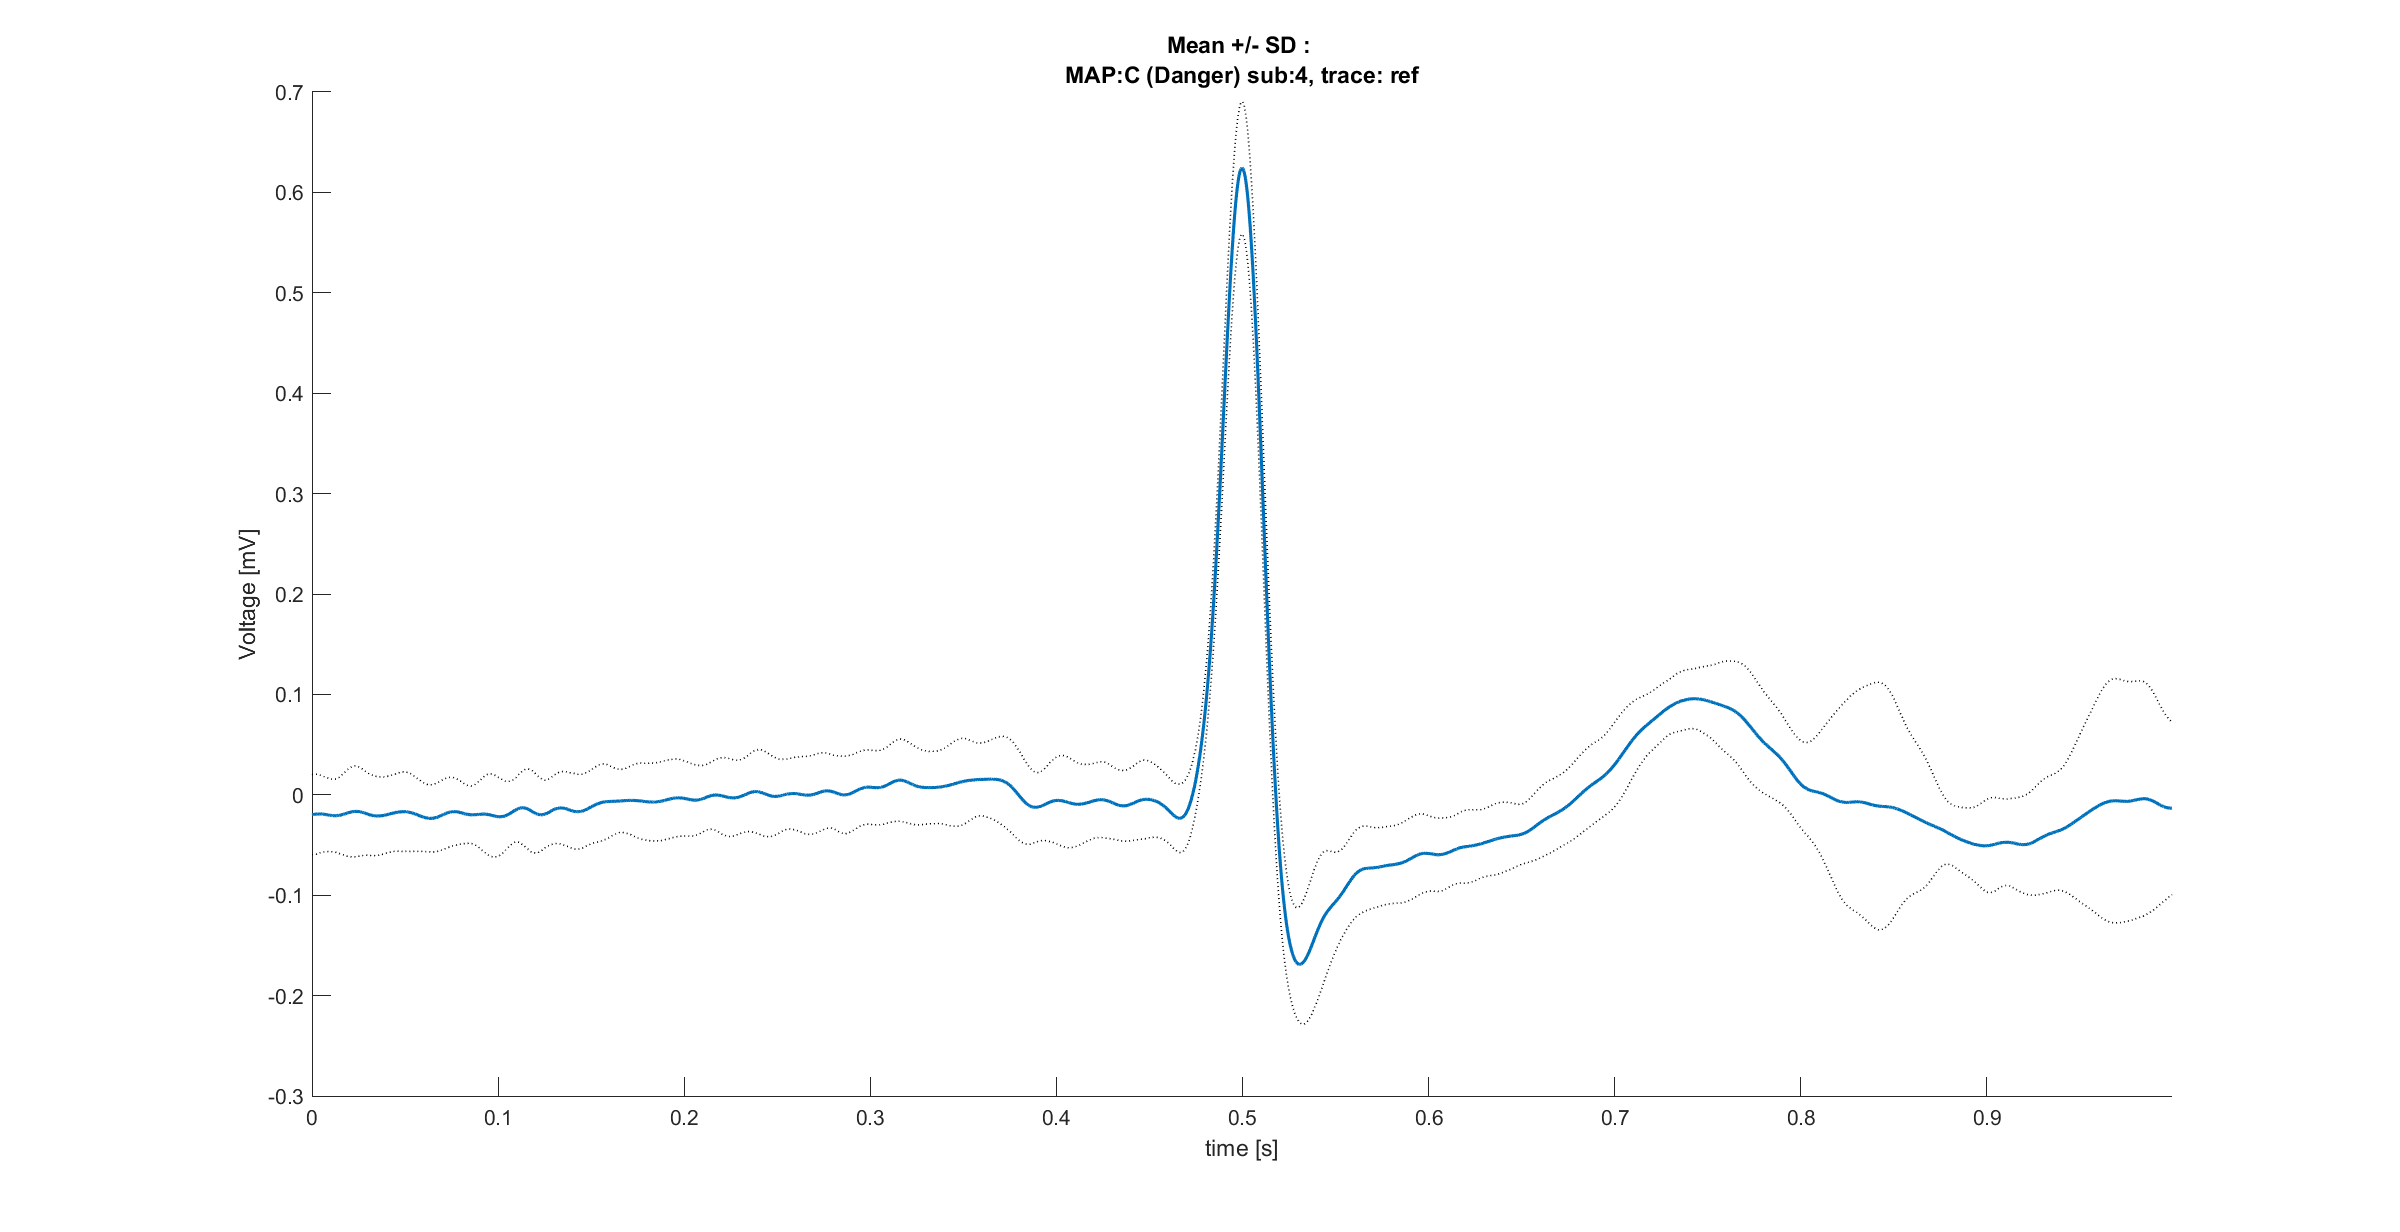 Mean +/- SD :
MAP:C (Danger) sub:4, trace: ref
0.7
0.6
0.5
0.4
0.3
0.2
0.1
0
-0.1
-0.2
-0.3
Voltage [mV]
0 0.1 0.2 0.3 0.4 0.5 0.6 0.7 0.8 0.9
time [s]